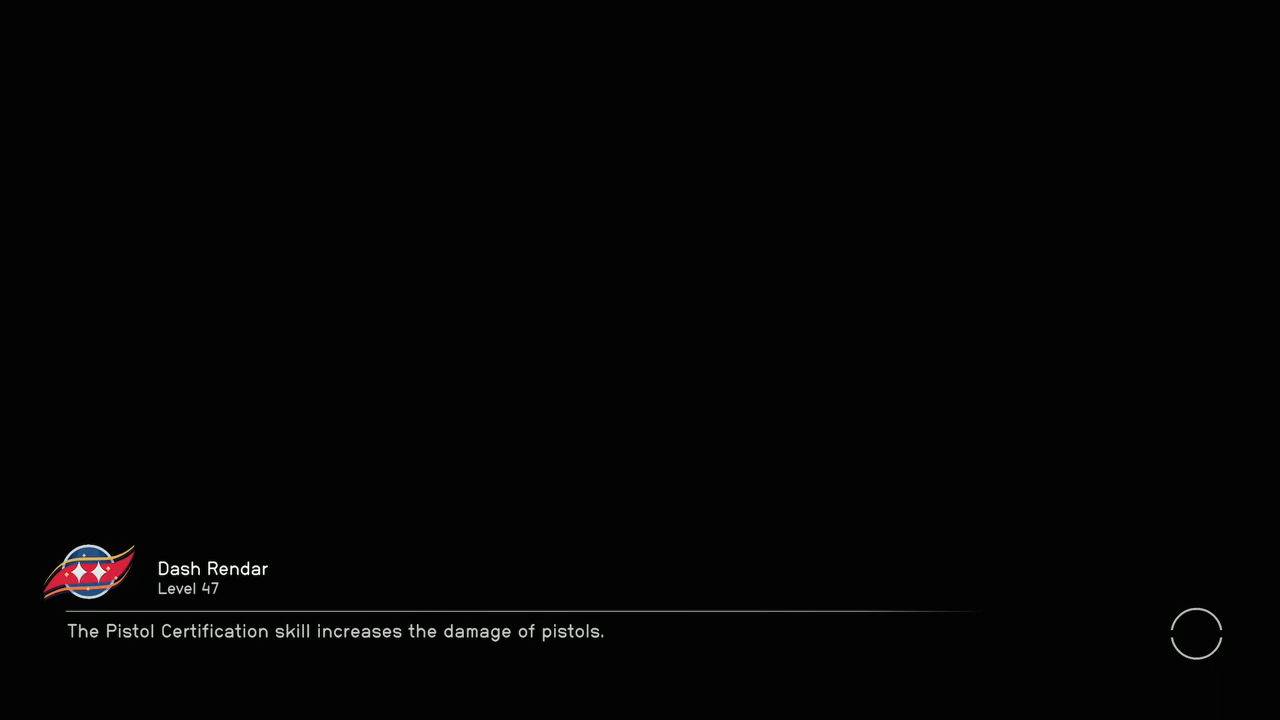 Dash Rendar
Level 47
The Pistol Certification skill increases the damage of pistols.